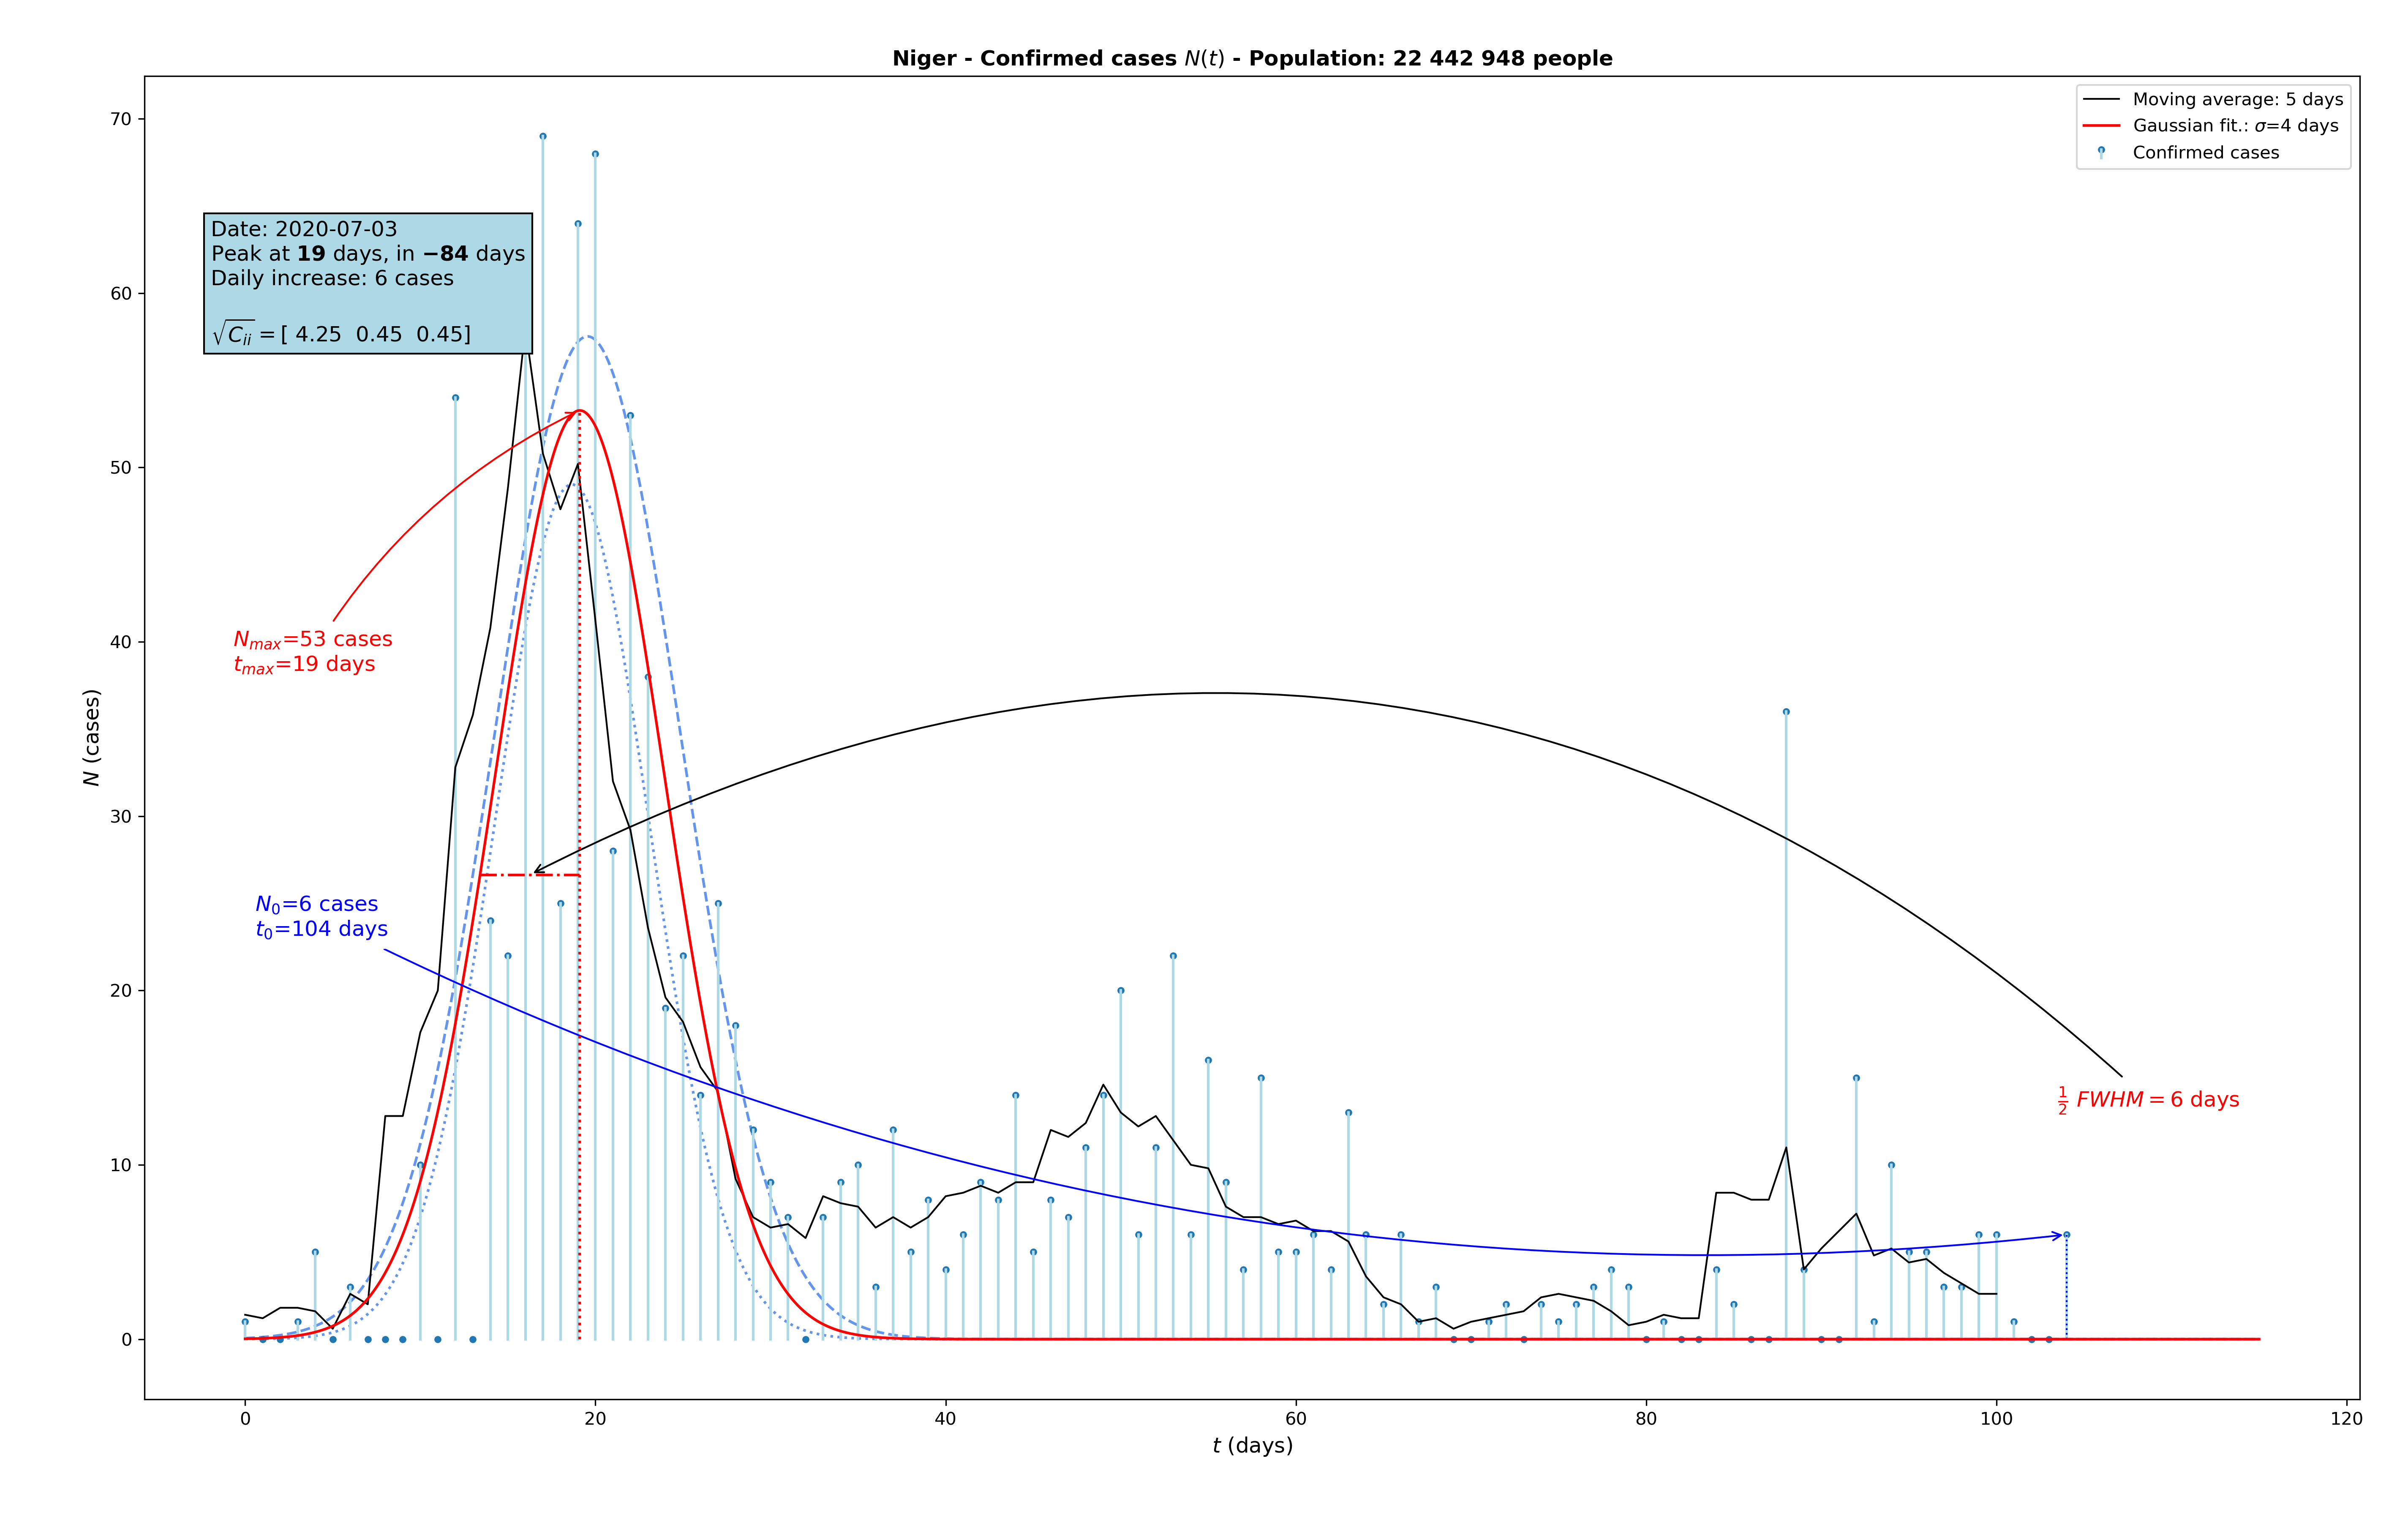 Niger - Confirmed cases N(t) - Population: 22 442 948 people
Moving average: 5 days
Gaussian fit.: σ=4 days
Confirmed cases
Date: 2020-07-03
Peak at 19 days, in −84 days
Daily increase: 6 cases
√C_ii = [ 4.25 0.45 0.45]
N_max=53 cases
t_max=19 days
N_0=6 cases
t_0=104 days
1/2 FWHM = 6 days
N (cases)
70
60
50
40
30
20
10
0
0 20 40 60 80 100 120
t (days)